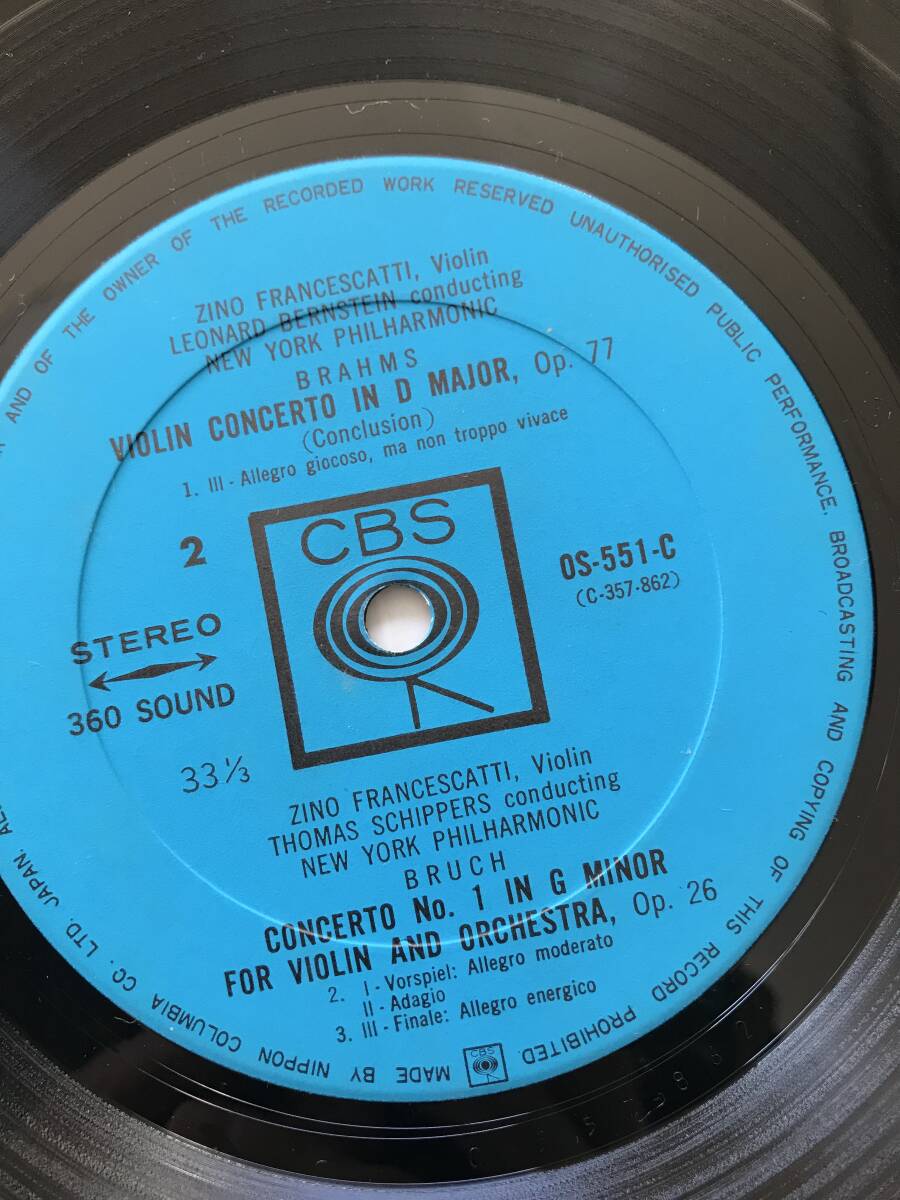 AND OF THE OWNER OF THE RECORDED WORK RESERVED UNAUTHORISED PUBLIC PERFORMANCE, BROADCASTING AND COPYING OF THIS RECORD PROHIBITED.
ZINO FRANCESCATTI, Violin
LEONARD BERNSTEIN conducting
NEW YORK PHILHARMONIC
BRAHMS
VIOLIN CONCERTO IN D MAJOR, Op. 77
(Conclusion)
1. III - Allegro giocoso, ma non troppo vivace
2
CBS
OS-551-C
(C-357-862)
STEREO
360 SOUND
33 1/3
ZINO FRANCESCATTI, Violin
THOMAS SCHIPPERS conducting
NEW YORK PHILHARMONIC
BRUCH
CONCERTO No. 1 IN G MINOR
FOR VIOLIN AND ORCHESTRA, Op. 26
2. I - Vorspiel: Allegro moderato
II - Adagio
3. III - Finale: Allegro energico
CBS
MADE BY NIPPON COLUMBIA CO. LTD. JAPAN.